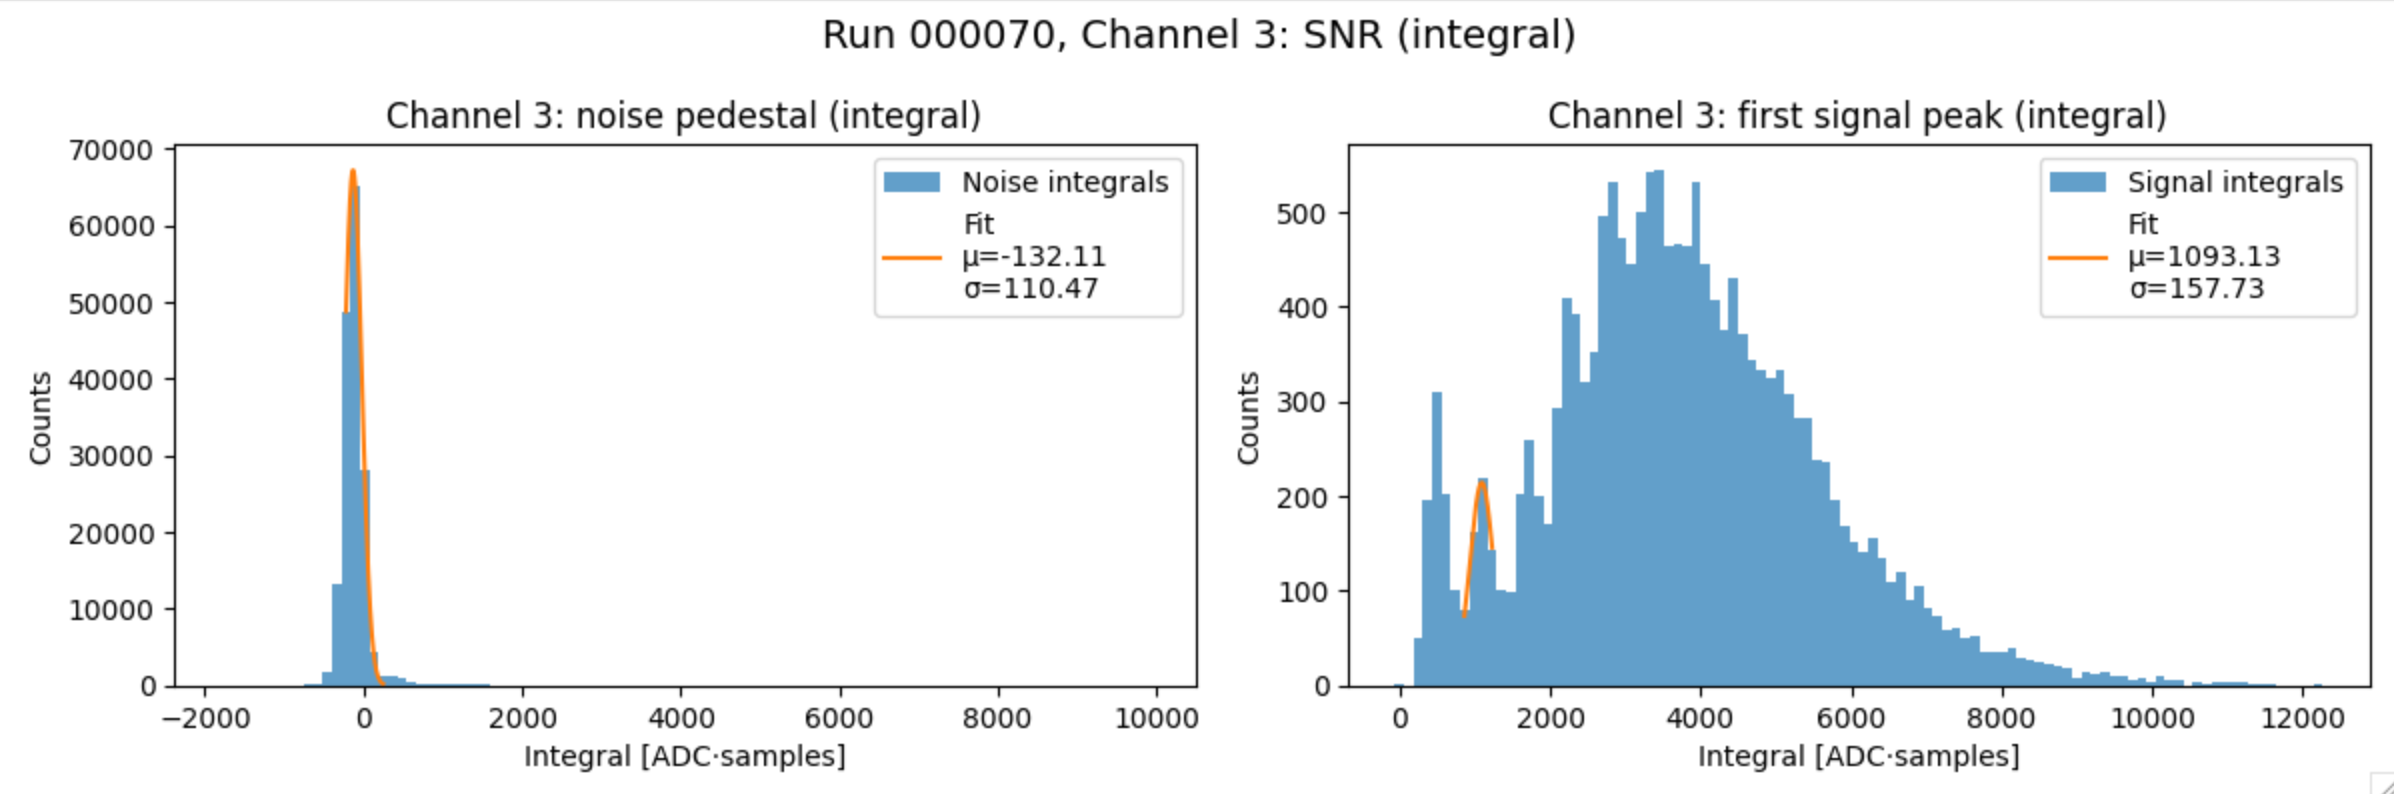 Run 000070, Channel 3: SNR (integral)
Channel 3: noise pedestal (integral)
70000
60000
50000
40000
30000
20000
10000
0
Counts
Noise integrals
Fit
μ=-132.11
σ=110.47
−2000 0 2000 4000 6000 8000 10000
Integral [ADC·samples]
Channel 3: first signal peak (integral)
500
400
300
200
100
0
Counts
Signal integrals
Fit
μ=1093.13
σ=157.73
0 2000 4000 6000 8000 10000 12000
Integral [ADC·samples]